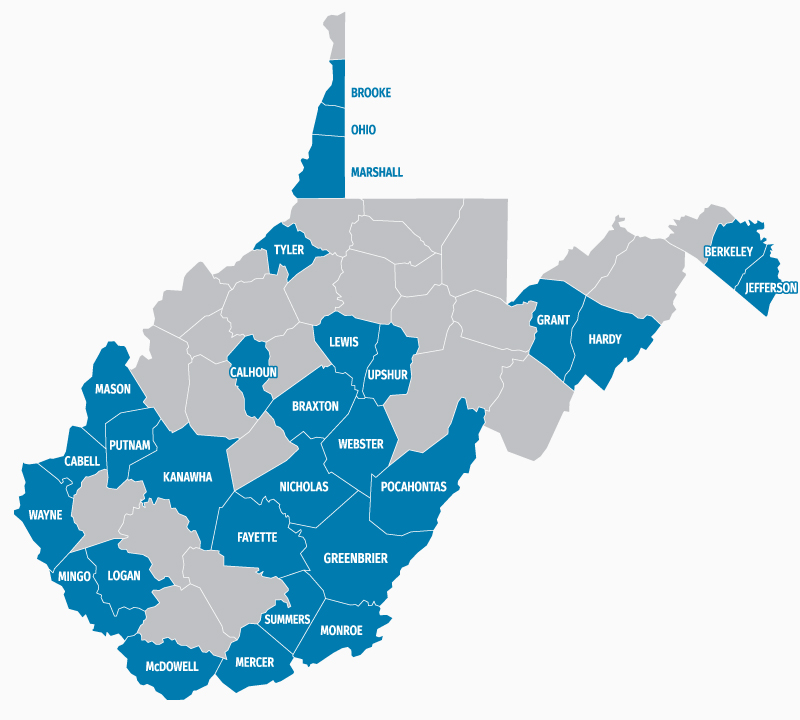 BROOKE
OHIO
MARSHALL
TYLER
BERKELEY
JEFFERSON
GRANT
HARDY
LEWIS
CALHOUN
UPSHUR
MASON
BRAXTON
PUTNAM
WEBSTER
CABELL
KANAWHA
NICHOLAS
POCAHONTAS
WAYNE
FAYETTE
GREENBRIER
MINGO
LOGAN
SUMMERS
MONROE
McDOWELL
MERCER